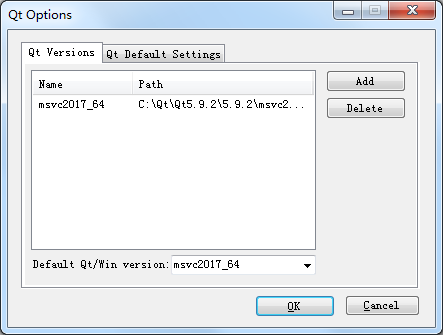 Qt Options
Qt Versions Qt Default Settings
Name Path
msvc2017_64 C:\Qt\Qt5.9.2\5.9.2\msvc2...
Add
Delete
Default Qt/Win version: msvc2017_64
OK Cancel